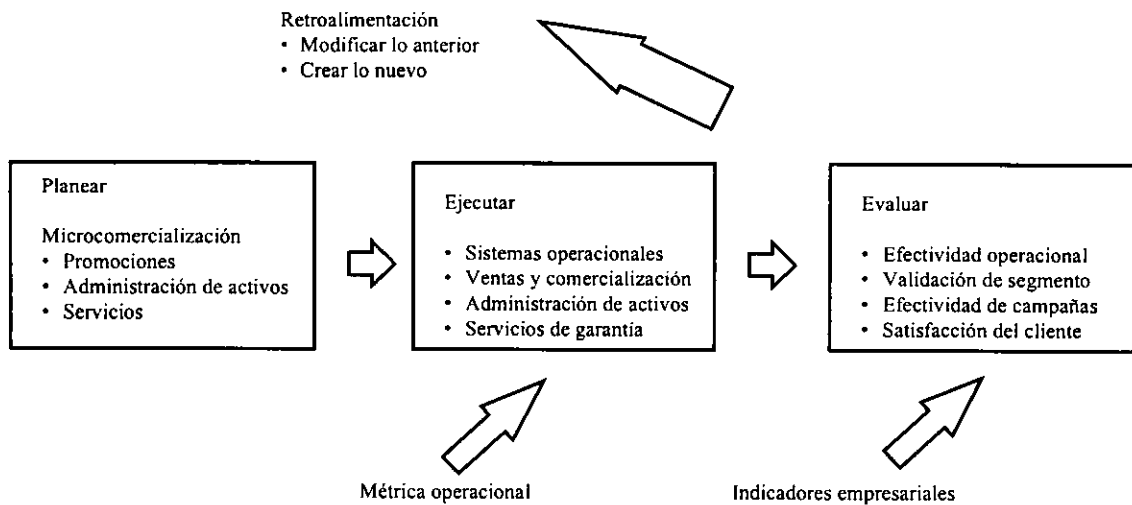 Retroalimentación
• Modificar lo anterior
• Crear lo nuevo
Planear
Microcomercialización
• Promociones
• Administración de activos
• Servicios
Ejecutar
• Sistemas operacionales
• Ventas y comercialización
• Administración de activos
• Servicios de garantía
Evaluar
• Efectividad operacional
• Validación de segmento
• Efectividad de campañas
• Satisfacción del cliente
Métrica operacional
Indicadores empresariales